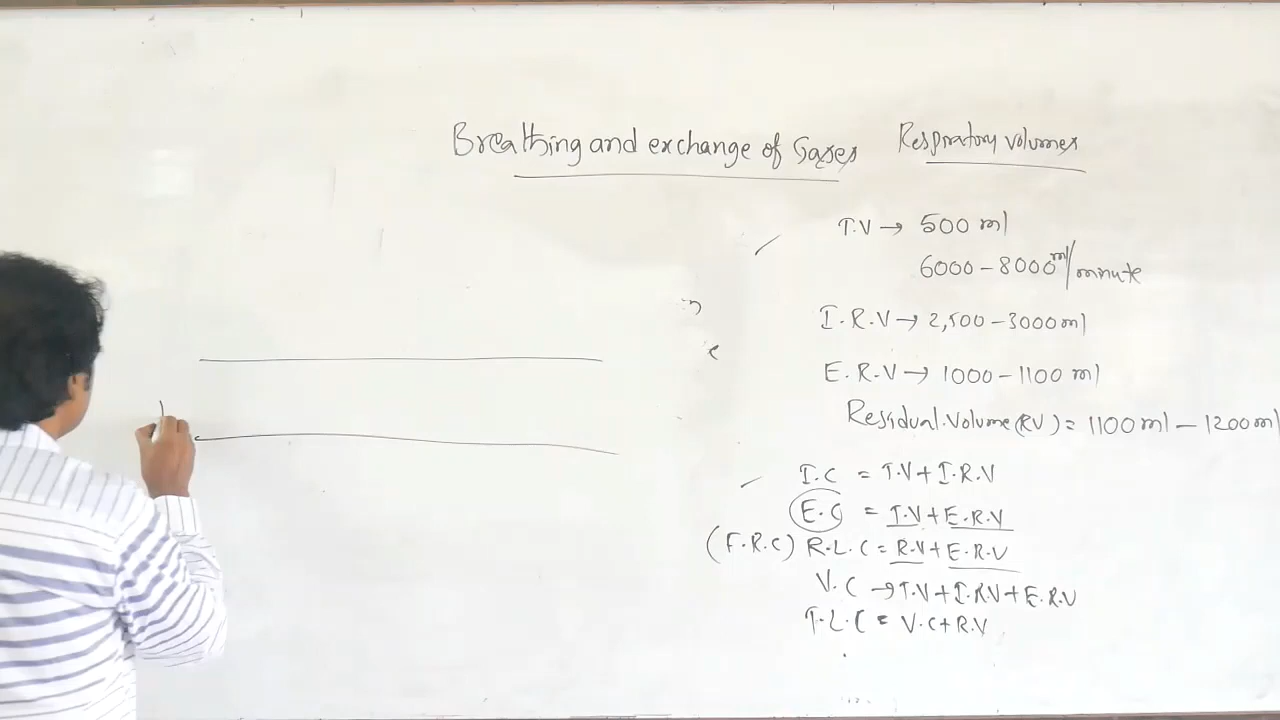 Breathing and exchange of Gases
Respiratory volumes
T.V → 500 ml
6000 - 8000 ml/minute
I.R.V → 2,500 - 3000 ml
E.R.V → 1000 - 1100 ml
Residual.Volume (RV) = 1100 ml - 1200 ml
I.C = T.V + I.R.V
E.C = T.V + E.R.V
(F.R.C) R.L.C = R.V + E.R.V
V.C → T.V + I.R.V + E.R.V
T.L.C = V.C + R.V